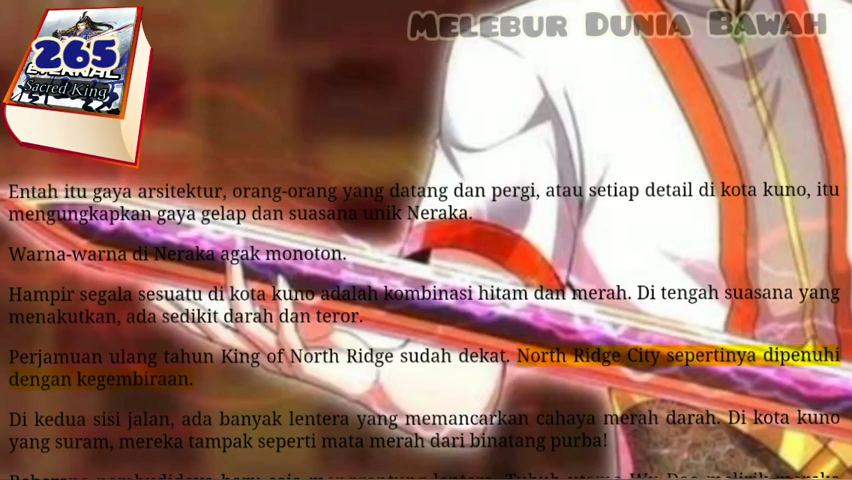 Melebur Dunia Bawah
265
Eternal
Sacred King
Entah itu gaya arsitektur, orang-orang yang datang dan pergi, atau setiap detail di kota kuno, itu
mengungkapkan gaya gelap dan suasana unik Neraka.
Warna-warna di Neraka agak monoton.
Hampir segala sesuatu di kota kuno adalah kombinasi hitam dan merah. Di tengah suasana yang
menakutkan, ada sedikit darah dan teror.
Perjamuan ulang tahun King of North Ridge sudah dekat. North Ridge City sepertinya dipenuhi
dengan kegembiraan.
Di kedua sisi jalan, ada banyak lentera yang memancarkan cahaya merah darah. Di kota kuno
yang suram, mereka tampak seperti mata merah dari binatang purba!